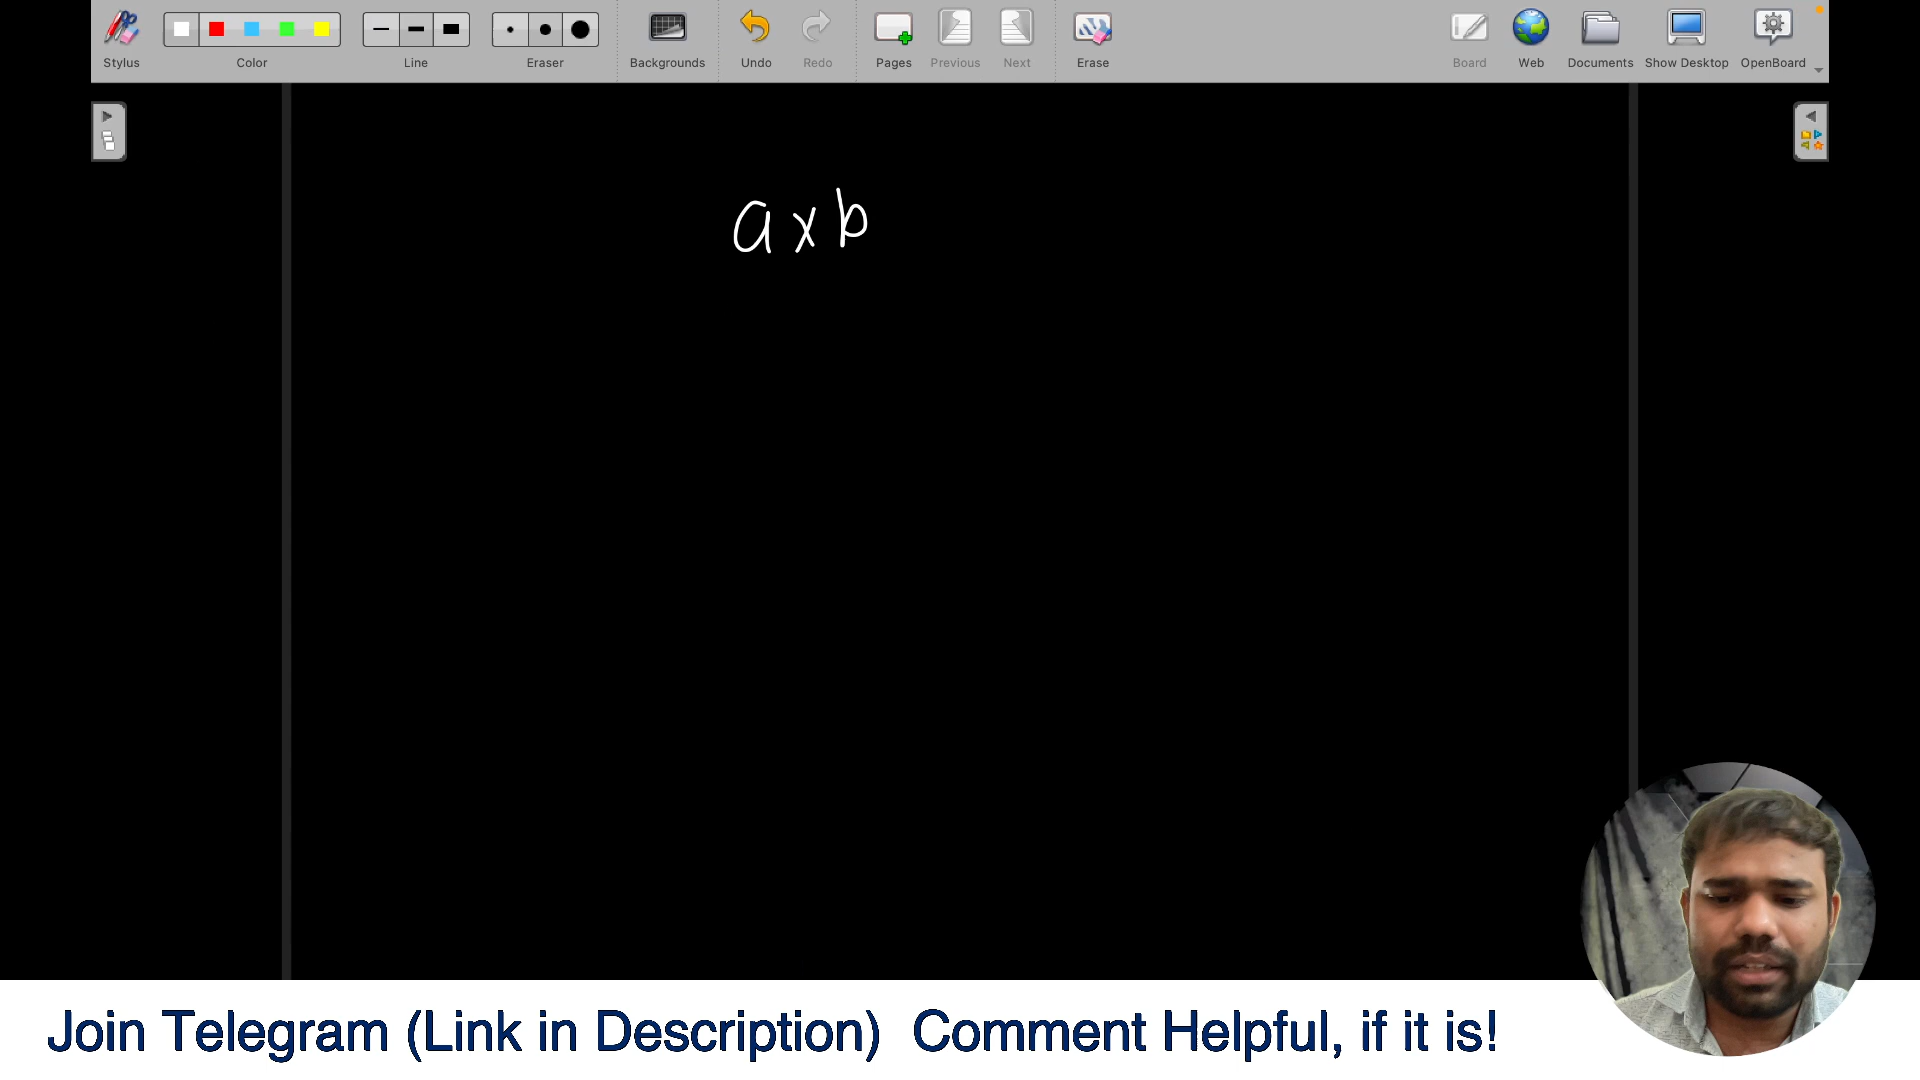 Stylus Color Line Eraser Backgrounds Undo Redo Pages Previous Next Erase Board Web Documents Show Desktop OpenBoard
a x b
Join Telegram (Link in Description) Comment Helpful, if it is!